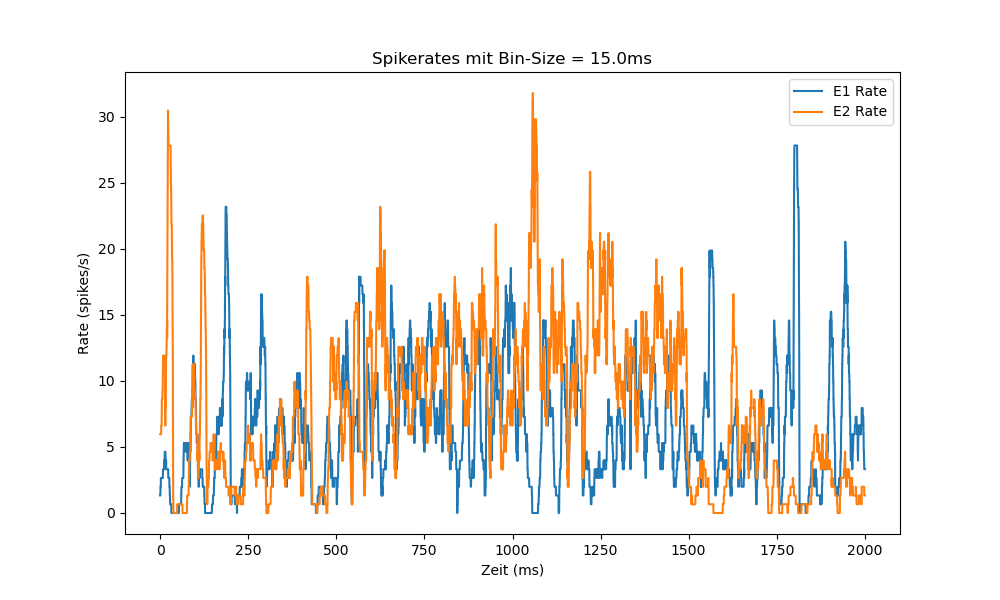 Spikerates mit Bin-Size = 15.0ms
E1 Rate
E2 Rate
Rate (spikes/s)
30
25
20
15
10
5
0
0 250 500 750 1000 1250 1500 1750 2000
Zeit (ms)